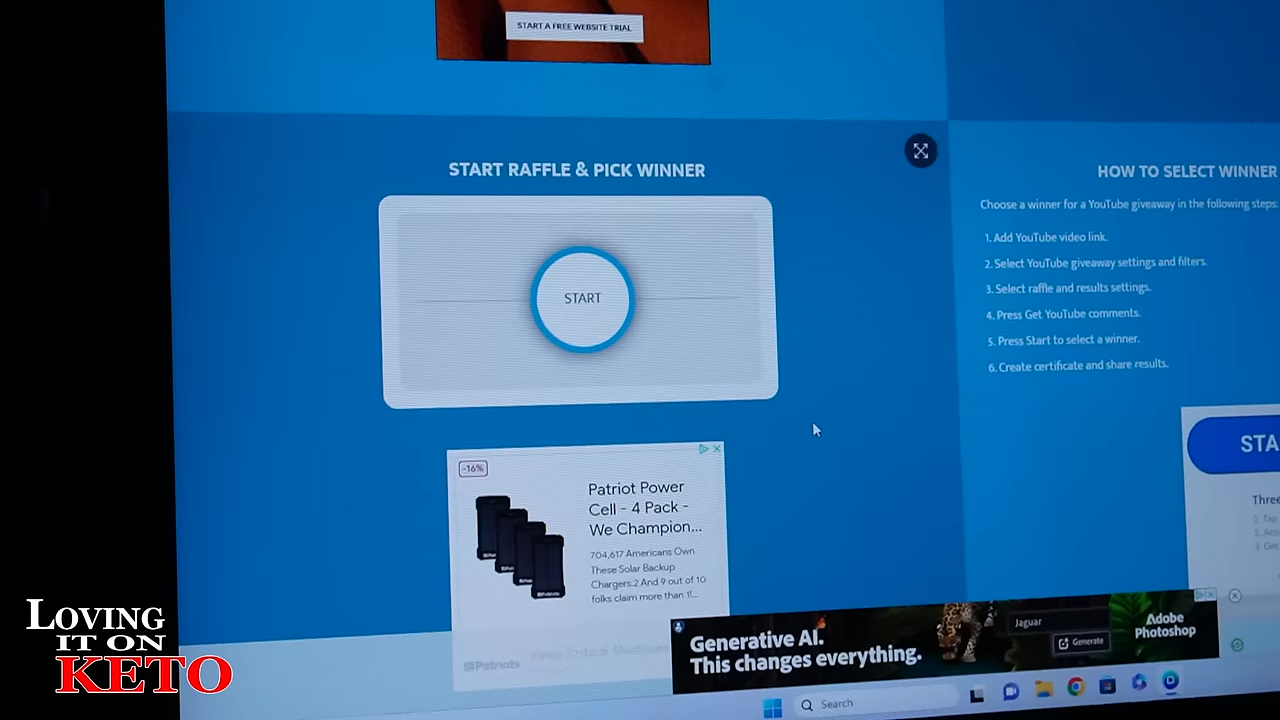 START A FREE WEBSITE TRIAL
START RAFFLE & PICK WINNER
START
HOW TO SELECT WINNER
Choose a winner for a YouTube giveaway in the following steps.
1. Add YouTube video link.
2. Select YouTube giveaway settings and filters.
3. Select raffle and results settings.
4. Press Get YouTube comments.
5. Press Start to select a winner.
6. Create certificate and share results.
STA
Three
-16%
Patriot Power
Cell - 4 Pack -
We Champion...
704,617 Americans Own
These Solar Backup
Chargers.2 And 9 out of 10
folks claim more than 1!...
Patriots
Generative AI.
This changes everything.
Jaguar
Generate
Adobe
Photoshop
Search
LOVING
IT ON
KETO